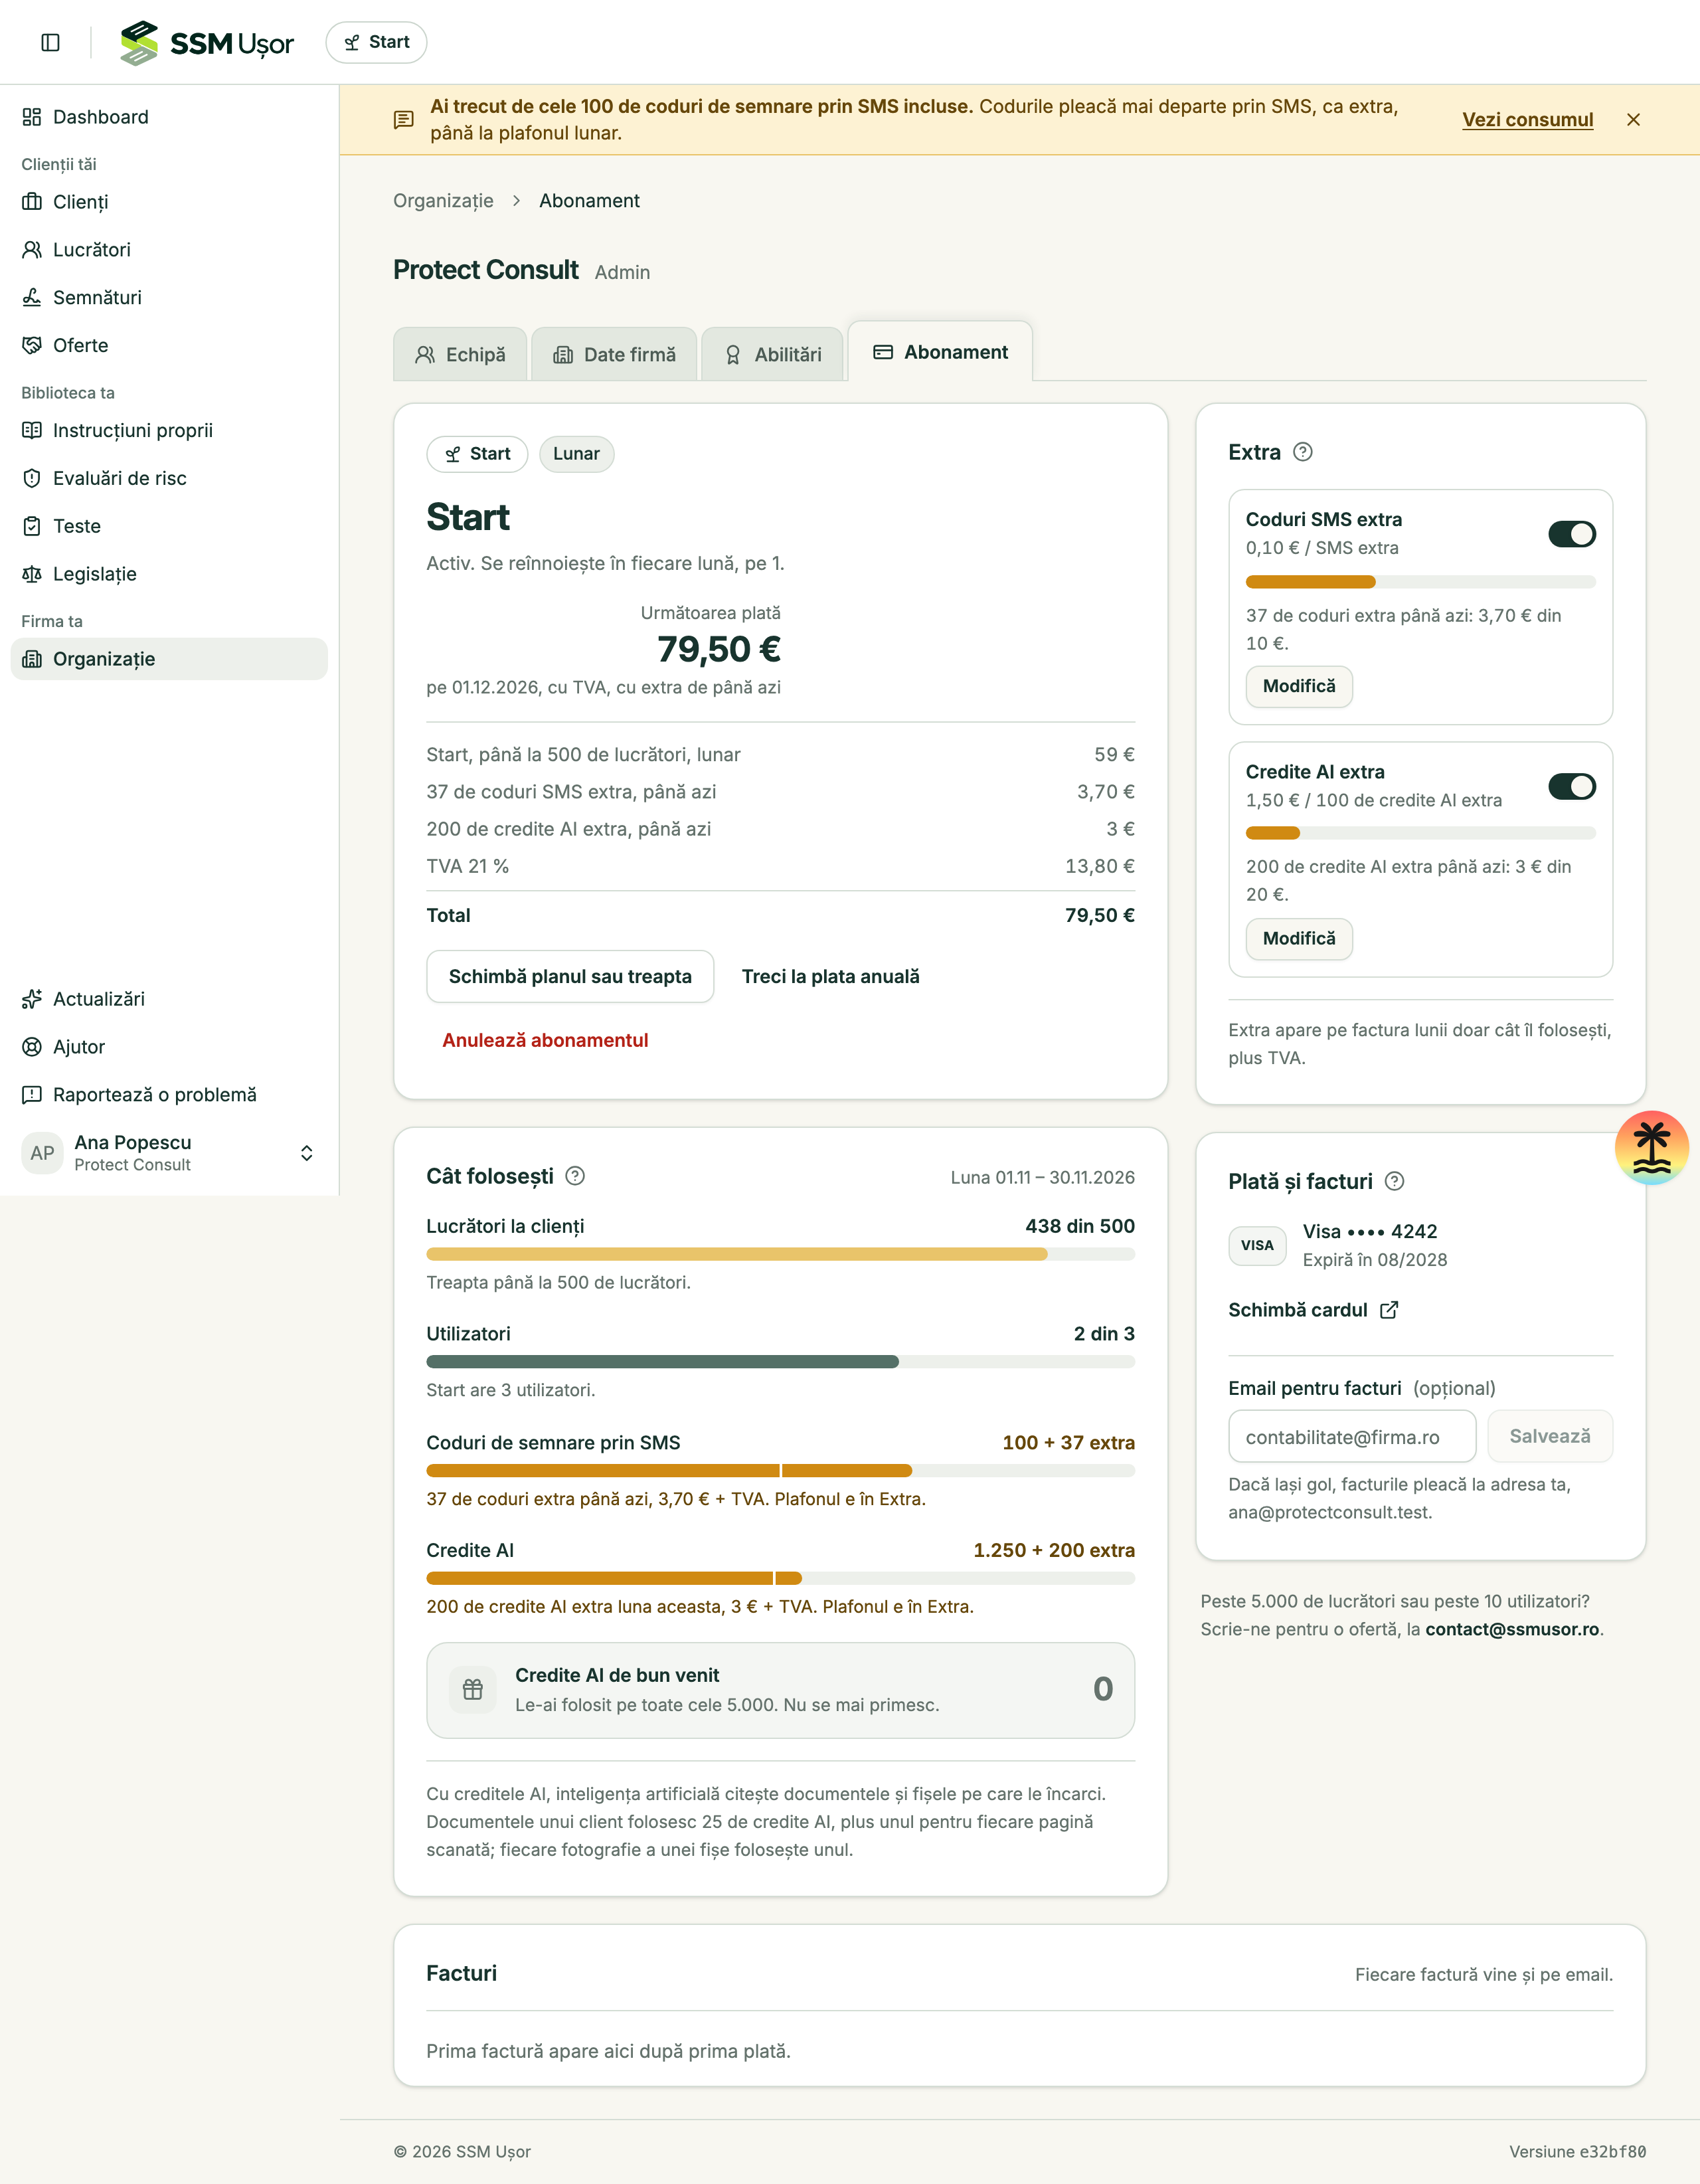 SSM Ușor
Start
Dashboard
Clienții tăi
Clienți
Lucrători
Semnături
Oferte
Biblioteca ta
Instrucțiuni proprii
Evaluări de risc
Teste
Legislație
Firma ta
Organizație
Actualizări
Ajutor
Raportează o problemă
AP
Ana Popescu
Protect Consult
Ai trecut de cele 100 de coduri de semnare prin SMS incluse. Codurile pleacă mai departe prin SMS, ca extra,
până la plafonul lunar.
Vezi consumul
Organizație > Abonament
Protect Consult Admin
Echipă
Date firmă
Abilitări
Abonament
Start
Lunar
Start
Activ. Se reînnoiește în fiecare lună, pe 1.
Următoarea plată
79,50 €
pe 01.12.2026, cu TVA, cu extra de până azi
Start, până la 500 de lucrători, lunar 59 €
37 de coduri SMS extra, până azi 3,70 €
200 de credite AI extra, până azi 3 €
TVA 21 % 13,80 €
Total 79,50 €
Schimbă planul sau treapta
Treci la plata anuală
Anulează abonamentul
Extra
Coduri SMS extra
0,10 € / SMS extra
37 de coduri extra până azi: 3,70 € din
10 €.
Modifică
Credite AI extra
1,50 € / 100 de credite AI extra
200 de credite AI extra până azi: 3 € din
20 €.
Modifică
Extra apare pe factura lunii doar cât îl folosești,
plus TVA.
Cât folosești
Luna 01.11 – 30.11.2026
Lucrători la clienți 438 din 500
Treapta până la 500 de lucrători.
Utilizatori 2 din 3
Start are 3 utilizatori.
Coduri de semnare prin SMS 100 + 37 extra
37 de coduri extra până azi, 3,70 € + TVA. Plafonul e în Extra.
Credite AI 1.250 + 200 extra
200 de credite AI extra luna aceasta, 3 € + TVA. Plafonul e în Extra.
Credite AI de bun venit
Le-ai folosit pe toate cele 5.000. Nu se mai primesc.
0
Cu creditele AI, inteligența artificială citește documentele și fișele pe care le încarci.
Documentele unui client folosesc 25 de credite AI, plus unul pentru fiecare pagină
scanată; fiecare fotografie a unei fișe folosește unul.
Plată și facturi
VISA
Visa •••• 4242
Expiră în 08/2028
Schimbă cardul
Email pentru facturi (opțional)
contabilitate@firma.ro
Salvează
Dacă lași gol, facturile pleacă la adresa ta,
ana@protectconsult.test.
Peste 5.000 de lucrători sau peste 10 utilizatori?
Scrie-ne pentru o ofertă, la contact@ssmusor.ro.
Facturi
Fiecare factură vine și pe email.
Prima factură apare aici după prima plată.
© 2026 SSM Ușor
Versiune e32bf80